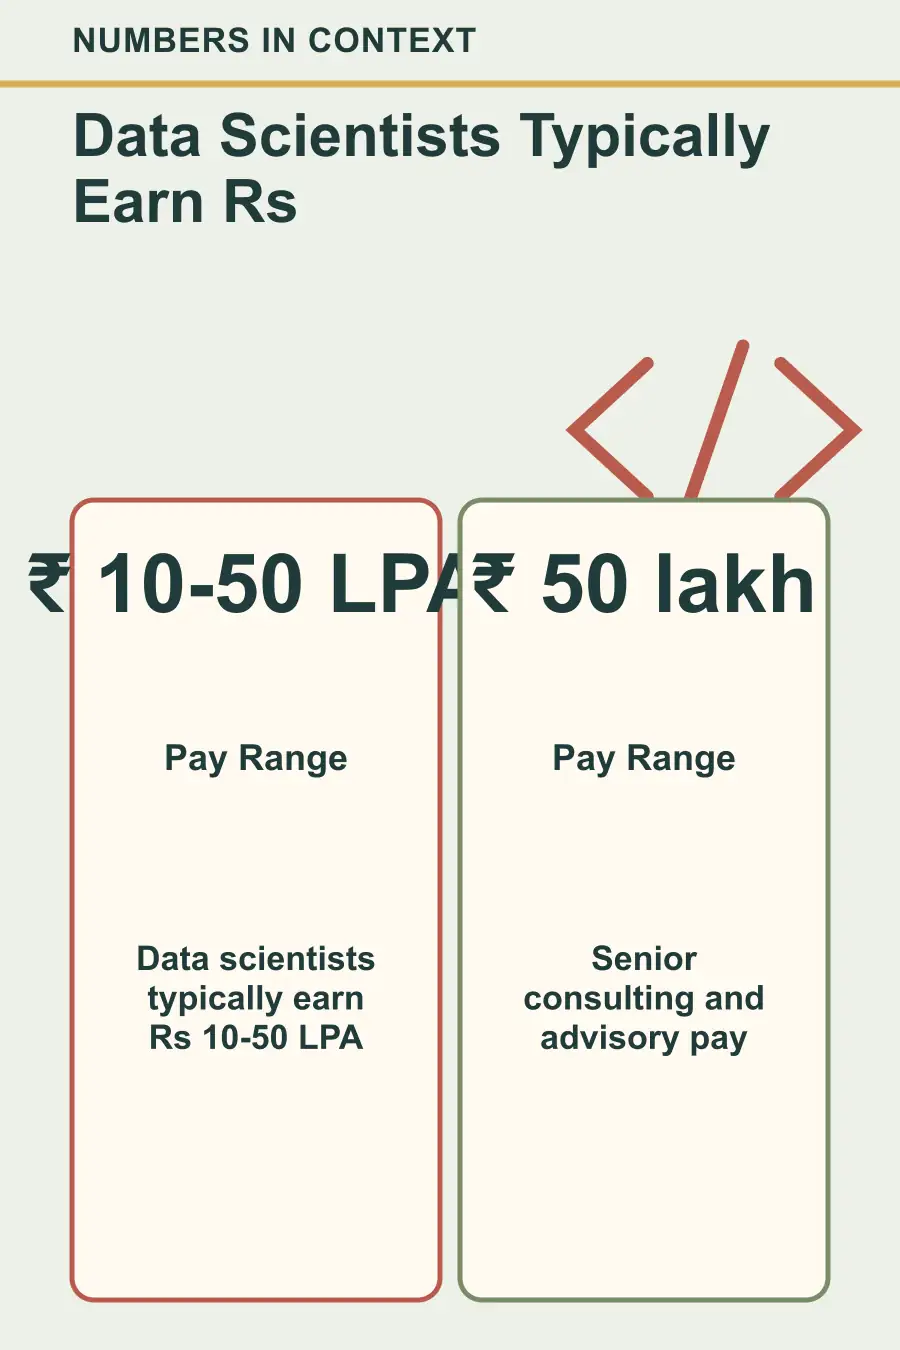 NUMBERS IN CONTEXT
Data Scientists Typically
Earn Rs
₹ 10-50 LPA
₹ 50 lakh
Pay Range
Pay Range
Data scientists
typically earn
Rs 10-50 LPA
Senior
consulting and
advisory pay